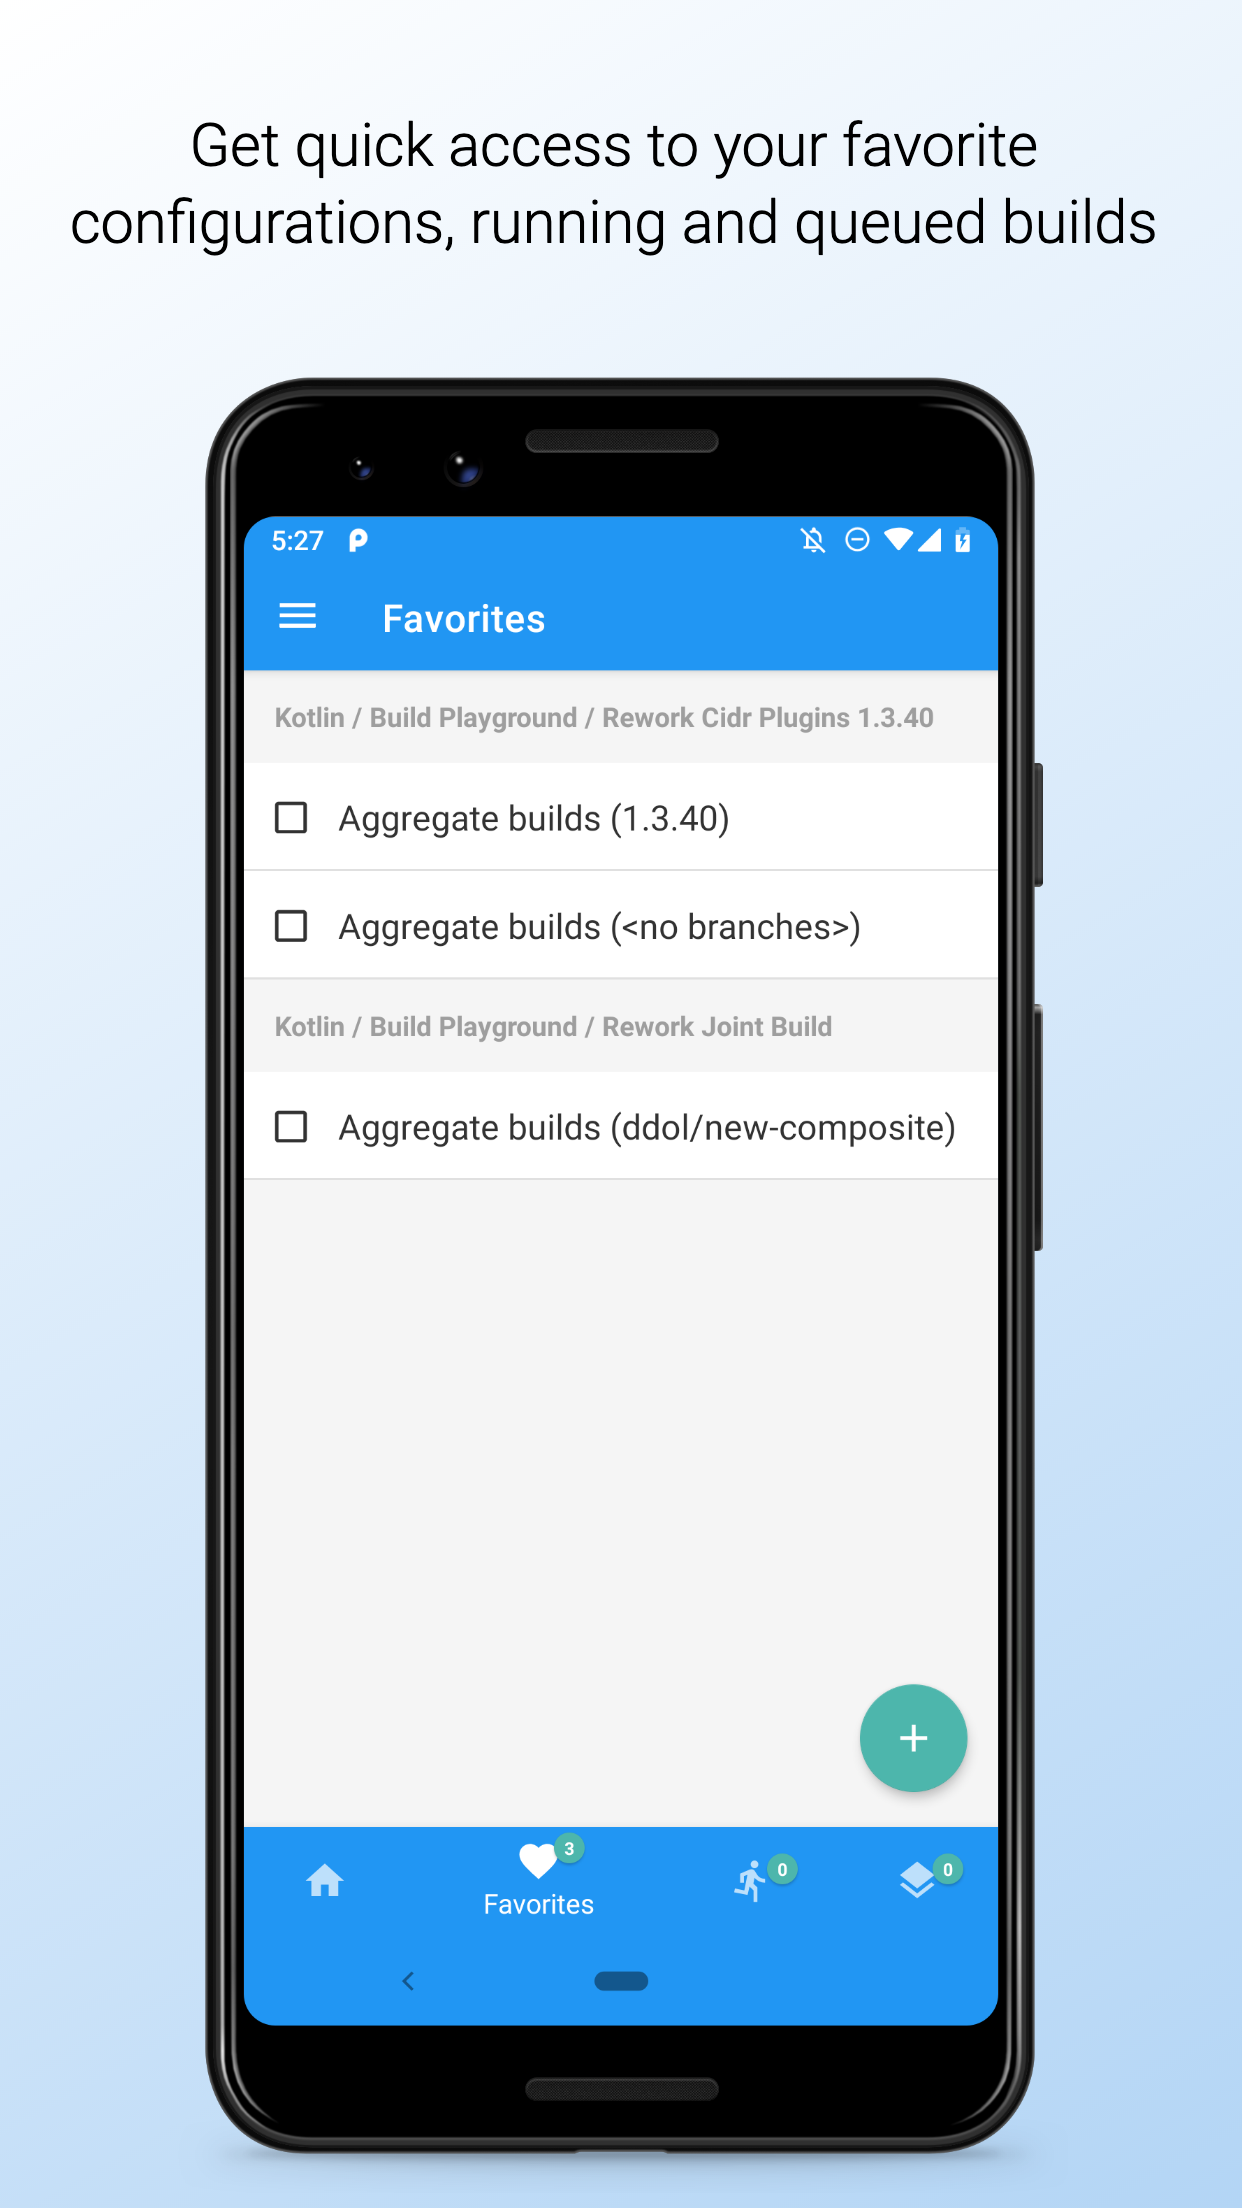 Get quick access to your favorite
configurations, running and queued builds
5:27
Favorites
Kotlin / Build Playground / Rework Cidr Plugins 1.3.40
Aggregate builds (1.3.40)
Aggregate builds (<no branches>)
Kotlin / Build Playground / Rework Joint Build
Aggregate builds (ddol/new-composite)
+
3
Favorites
0
0